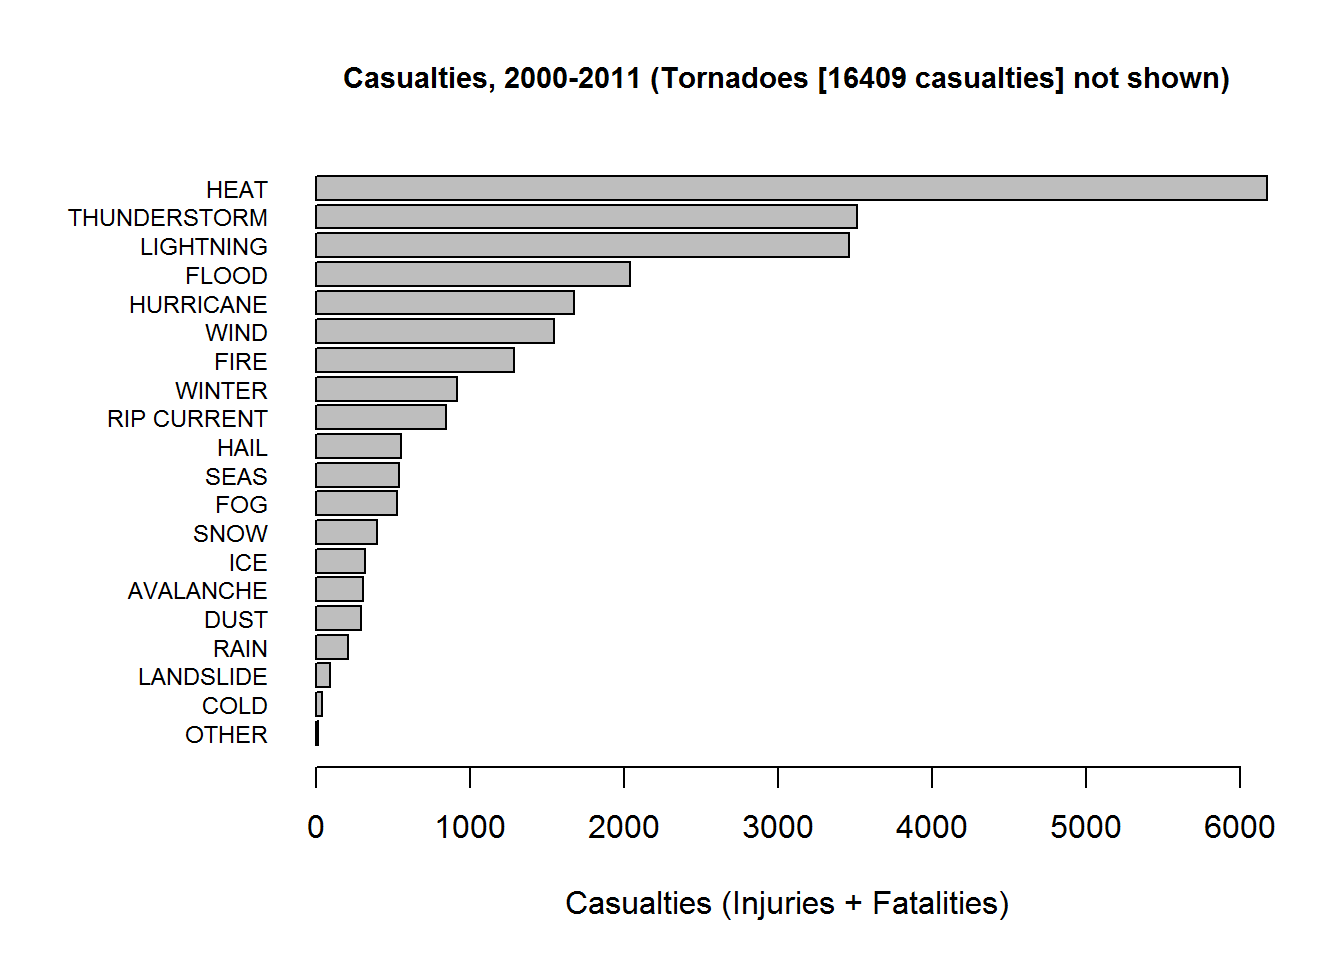 Casualties, 2000-2011 (Tornadoes [16409 casualties] not shown)
HEAT
THUNDERSTORM
LIGHTNING
FLOOD
HURRICANE
WIND
FIRE
WINTER
RIP CURRENT
HAIL
SEAS
FOG
SNOW
ICE
AVALANCHE
DUST
RAIN
LANDSLIDE
COLD
OTHER
0 1000 2000 3000 4000 5000 6000
Casualties (Injuries + Fatalities)